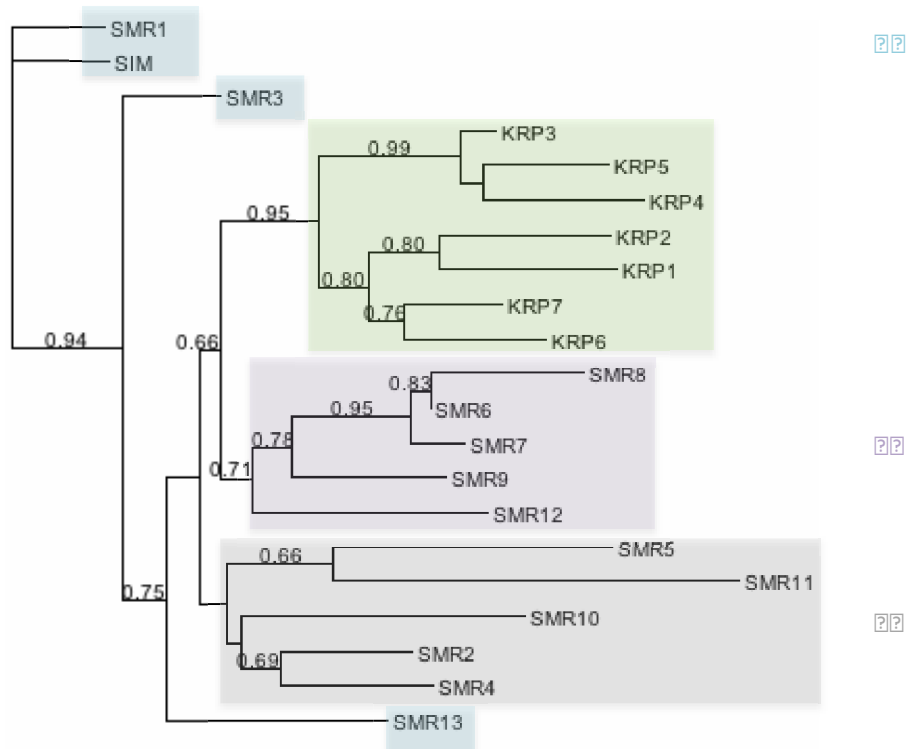 SMR1
SIM
SMR3
KRP3
0.99
KRP5
KRP4
0.95
KRP2
0.80
KRP1
0.80
KRP7
0.76
KRP6
0.94
0.66
SMR8
0.83
SMR6
0.95
SMR7
0.78
0.71
SMR9
SMR12
SMR5
0.66
SMR11
0.75
SMR10
SMR2
0.69
SMR4
SMR13